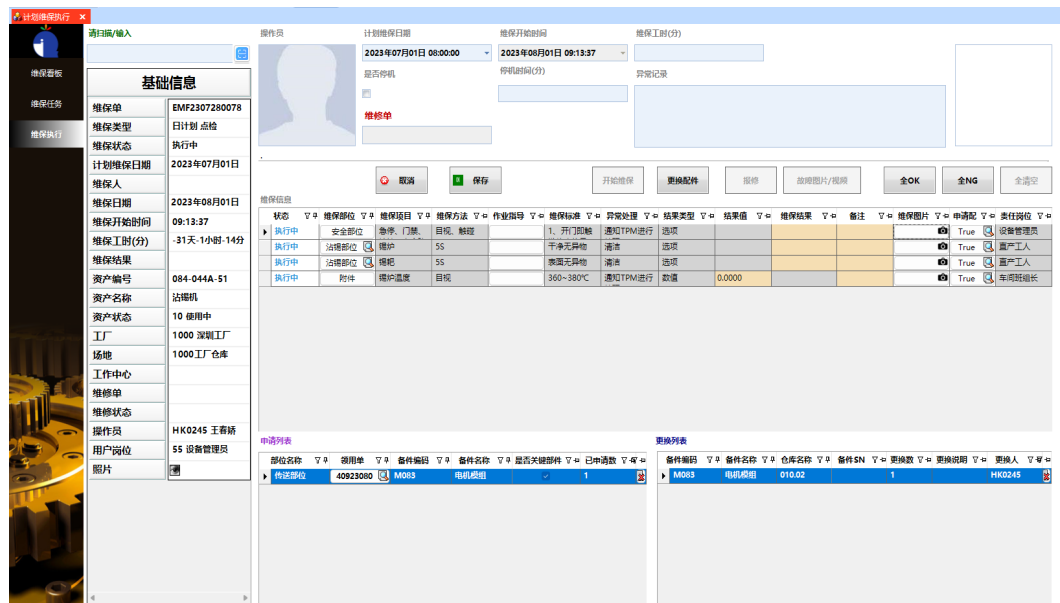 计划维保执行
维保看板
维保任务
维保执行
请扫描/输入
基础信息
维保单 EMF2307280078
维保类型 日计划 点检
维保状态 执行中
计划维保日期 2023年07月01日
维保人
维保日期 2023年08月01日
维保开始时间 09:13:37
维保工时(分) -31天-1小时-14分
维保结果
资产编号 084-044A-51
资产名称 沾锡机
资产状态 10 使用中
工厂 1000 深圳工厂
场地 1000工厂仓库
工作中心
维修单
维修状态
操作员 HK0245 王春娇
用户岗位 55 设备管理员
照片
操作员 计划维保日期 维保开始时间 维保工时(分)
2023年07月01日 08:00:00 2023年08月01日 09:13:37
是否停机 停机时间(分) 异常记录
维修单
取消 保存 开始维保 更换配件 报修 故障图片/视频 全OK 全NG 全清空
维保信息
状态 维保部位 维保项目 维保方法 作业指导 维保标准 异常处理 结果类型 结果值 维保结果 备注 维保图片 申请配 责任岗位
执行中 安全部位 急停、门禁、 目视、触碰 1、开门即触 通知TPM进行 选项 True 设备管理员
执行中 沾锡部位 锡炉 5S 干净无异物 清洁 选项 True 直产工人
执行中 沾锡部位 锡耙 5S 表面无异物 清洁 选项 True 直产工人
执行中 附件 锡炉温度 目视 360~380℃ 通知TPM进行 数值 0.0000 True 车间班组长
申请列表
部位名称 领用单 备件编码 备件名称 是否关键部件 已申请数
传送部位 40923080 M083 电机模组 1
更换列表
备件编码 备件名称 仓库名称 备件SN 更换数 更换说明 更换人
M083 电机模组 010.02 1 HK0245